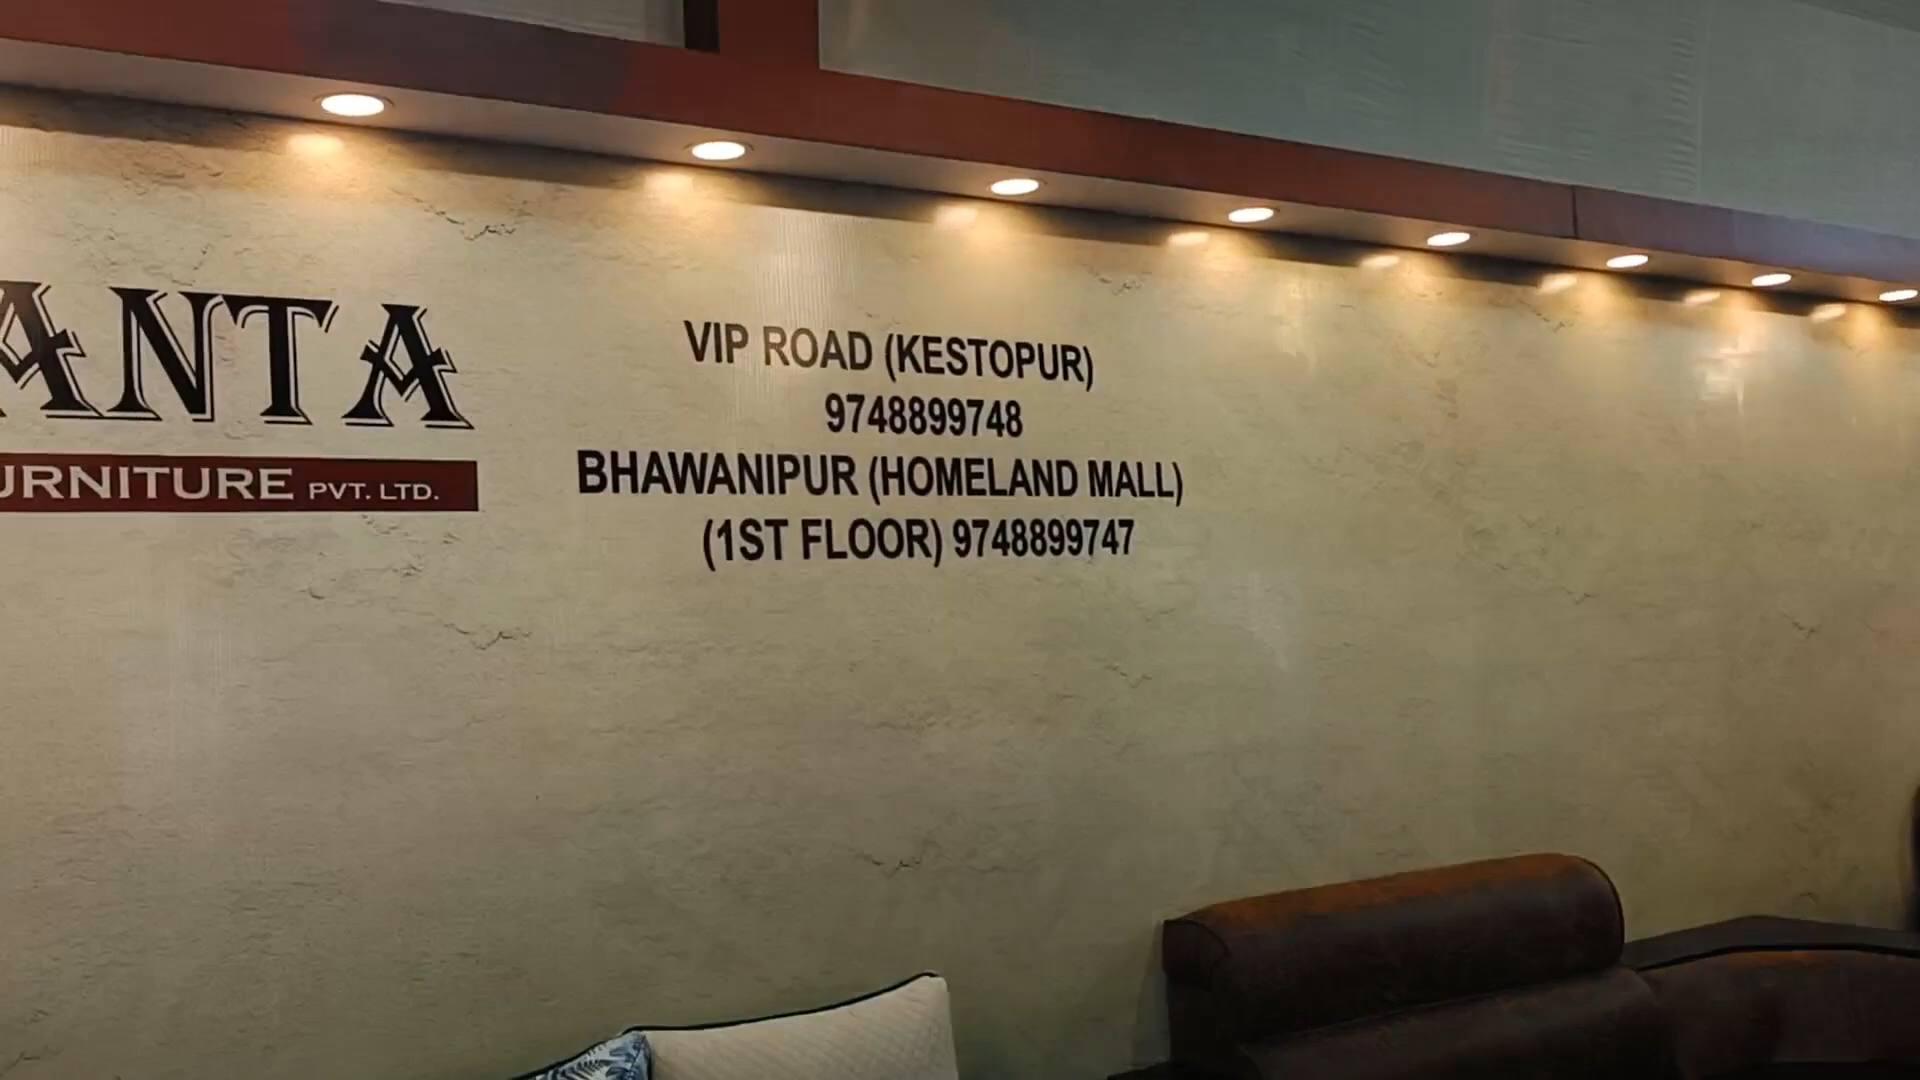 ANTA
URNITURE PVT. LTD.
VIP ROAD (KESTOPUR)
9748899748
BHAWANIPUR (HOMELAND MALL)
(1ST FLOOR) 9748899747